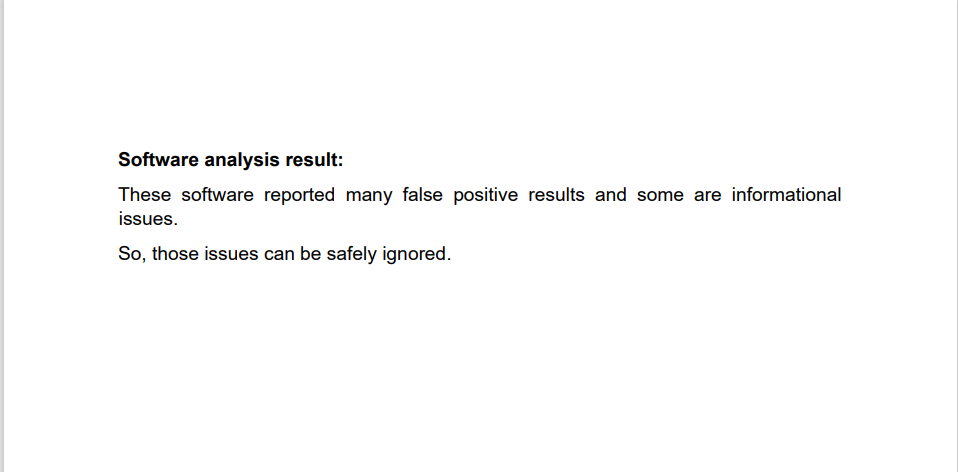 Software analysis result:
These software reported many false positive results and some are informational
issues.
So, those issues can be safely ignored.